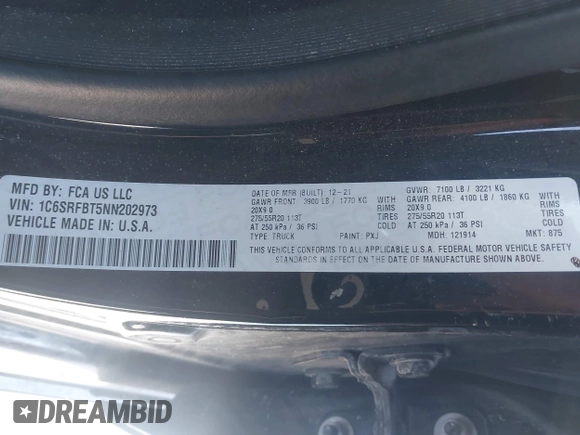 MFD BY: FCA US LLC
VIN: 1C6SRFBT5NN202973
VEHICLE MADE IN: U.S.A.
DATE OF MFR (BUILT): 12-21
GAWR FRONT: 3900 LB / 1770 KG
20X9.0 RIMS
275/55R20 113T TIRES
AT 250 kPa / 36 PSI COLD
TYPE: TRUCK PAINT: PXJ
GVWR: 7100 LB / 3221 KG
GAWR REAR: 4100 LB / 1860 KG
20X9.0 RIMS
275/55R20 113T TIRES
AT 250 kPa / 36 PSI COLD
MDH: 121914 MKT: 875
THIS VEHICLE CONFORMS TO ALL APPLICABLE U.S.A. FEDERAL MOTOR VEHICLE SAFETY
STANDARDS IN EFFECT ON THE DATE OF MANUFACTURE SHOWN ABOVE.
DREAMBID